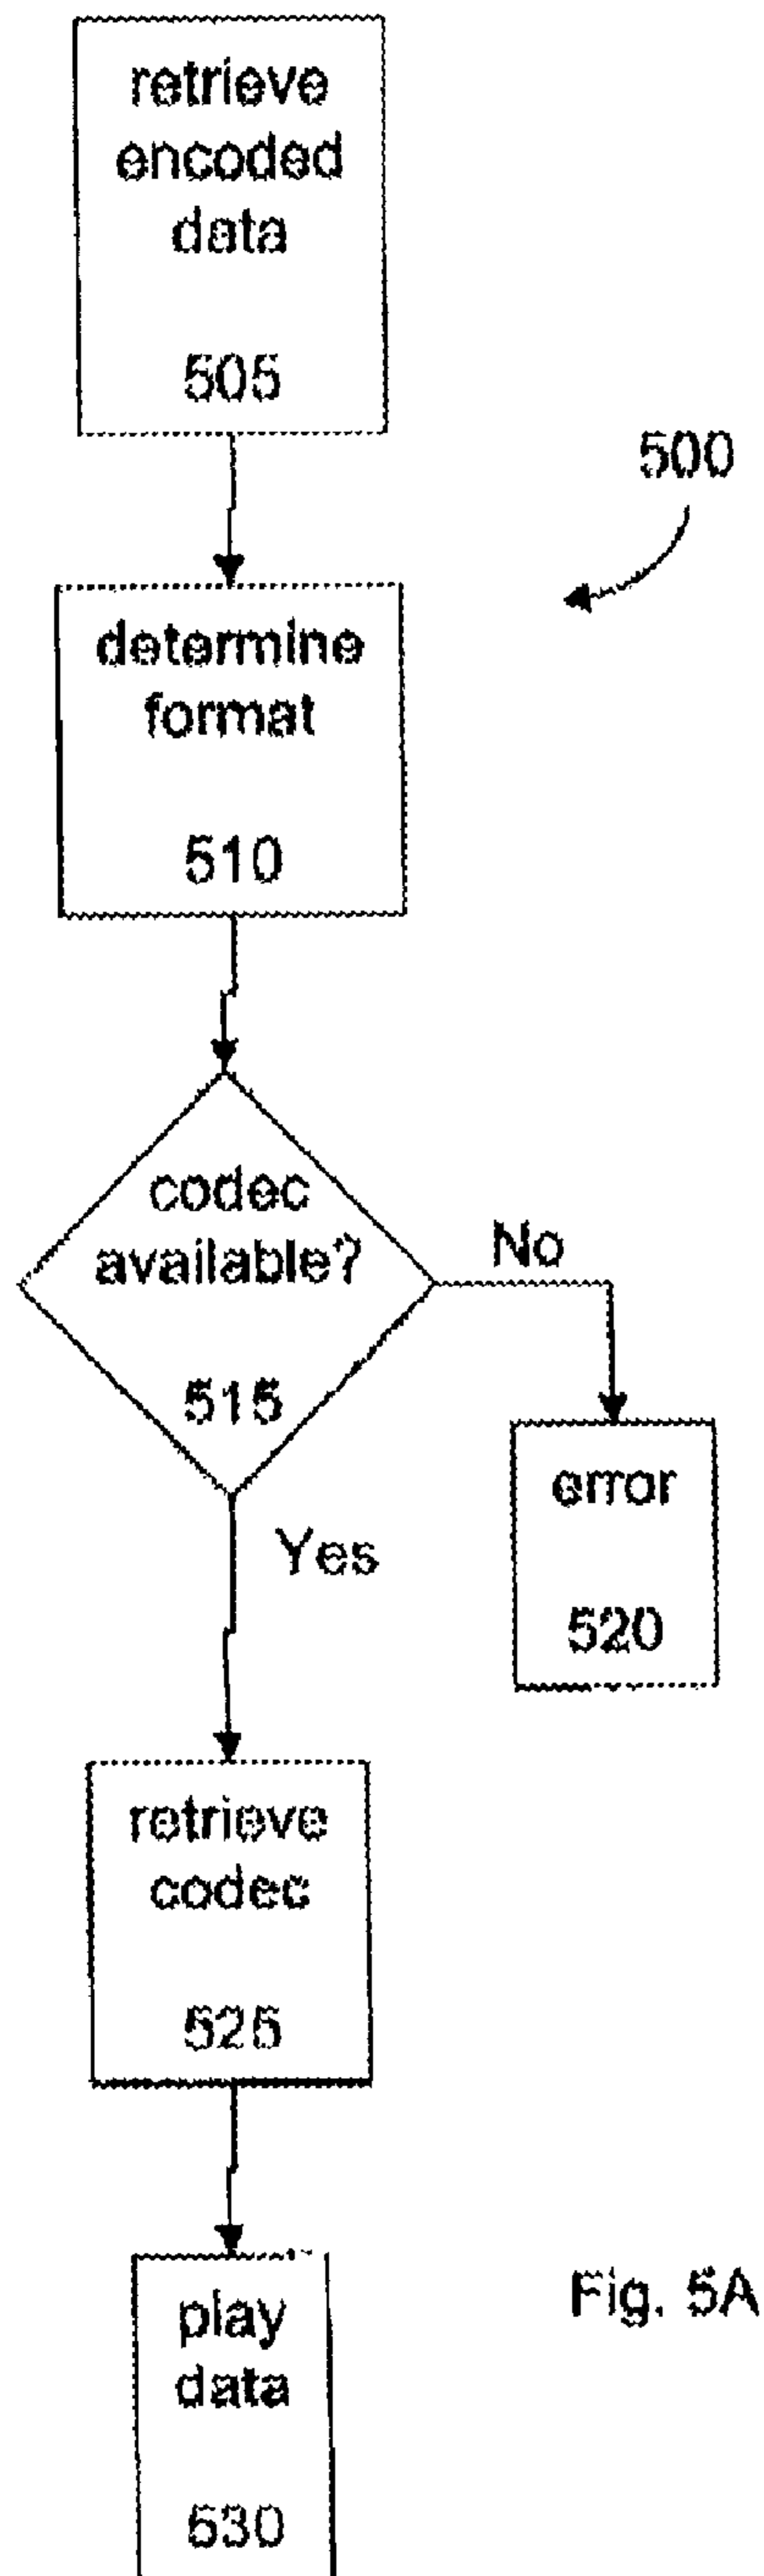 retrieve
encoded
data
505
500
determine
format
510
codec
available?
515
No
error
520
Yes
retrieve
codec
525
play
data
530
Fig. 5A